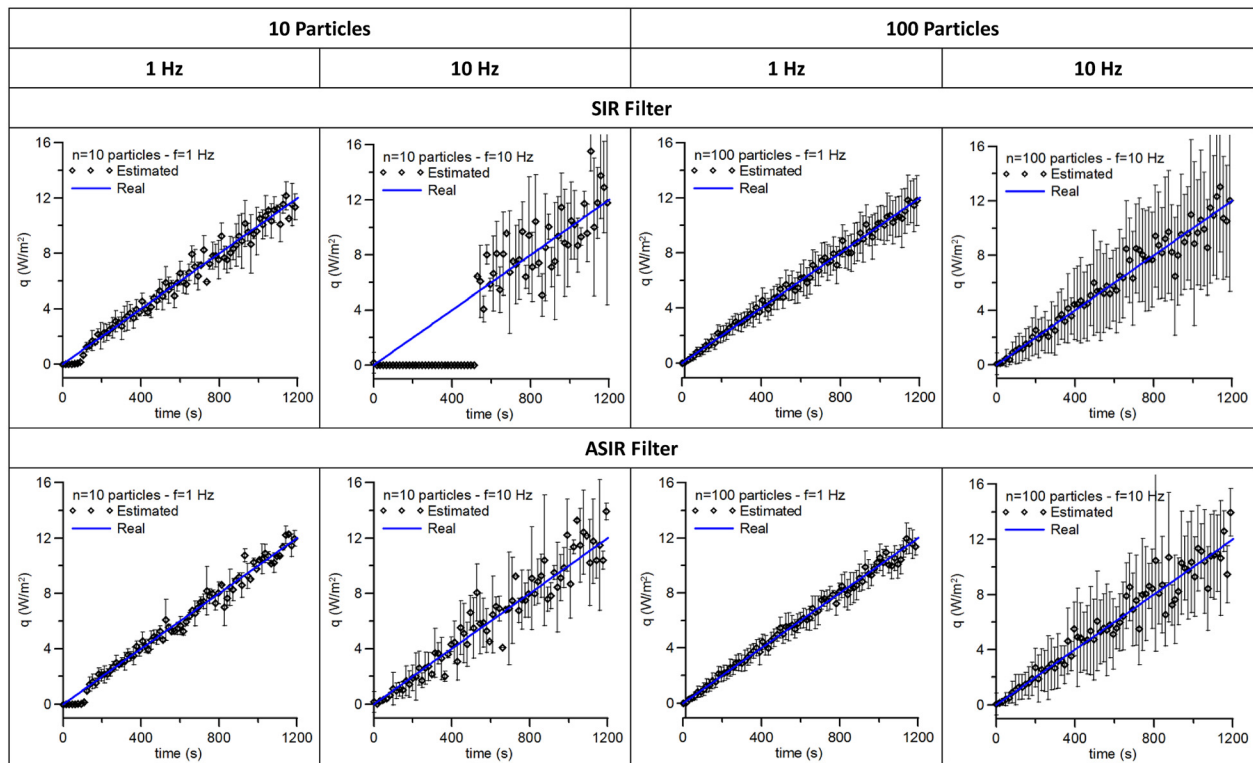 10 Particles
100 Particles
1 Hz
10 Hz
1 Hz
10 Hz
SIR Filter
16
12
8
4
0
q (W/m²)
n=10 particles - f=1 Hz
Estimated
Real
0
400
800
1200
time (s)
16
12
8
4
0
q (W/m²)
n=10 particles - f=10 Hz
Estimated
Real
0
400
800
1200
time (s)
16
12
8
4
0
q (W/m²)
n=100 particles - f=1 Hz
Estimated
Real
0
400
800
1200
time (s)
16
12
8
4
0
q (W/m²)
n=100 particles - f=10 Hz
Estimated
Real
0
400
800
1200
time (s)
ASIR Filter
16
12
8
4
0
q (W/m²)
n=10 particles - f=1 Hz
Estimated
Real
0
400
800
1200
time (s)
16
12
8
4
0
q (W/m²)
n=10 particles - f=10 Hz
Estimated
Real
0
400
800
1200
time (s)
16
12
8
4
0
q (W/m²)
n=100 particles - f=1 Hz
Estimated
Real
0
400
800
1200
time (s)
16
12
8
4
0
q (W/m²)
n=100 particles - f=10 Hz
Estimated
Real
0
400
800
1200
time (s)